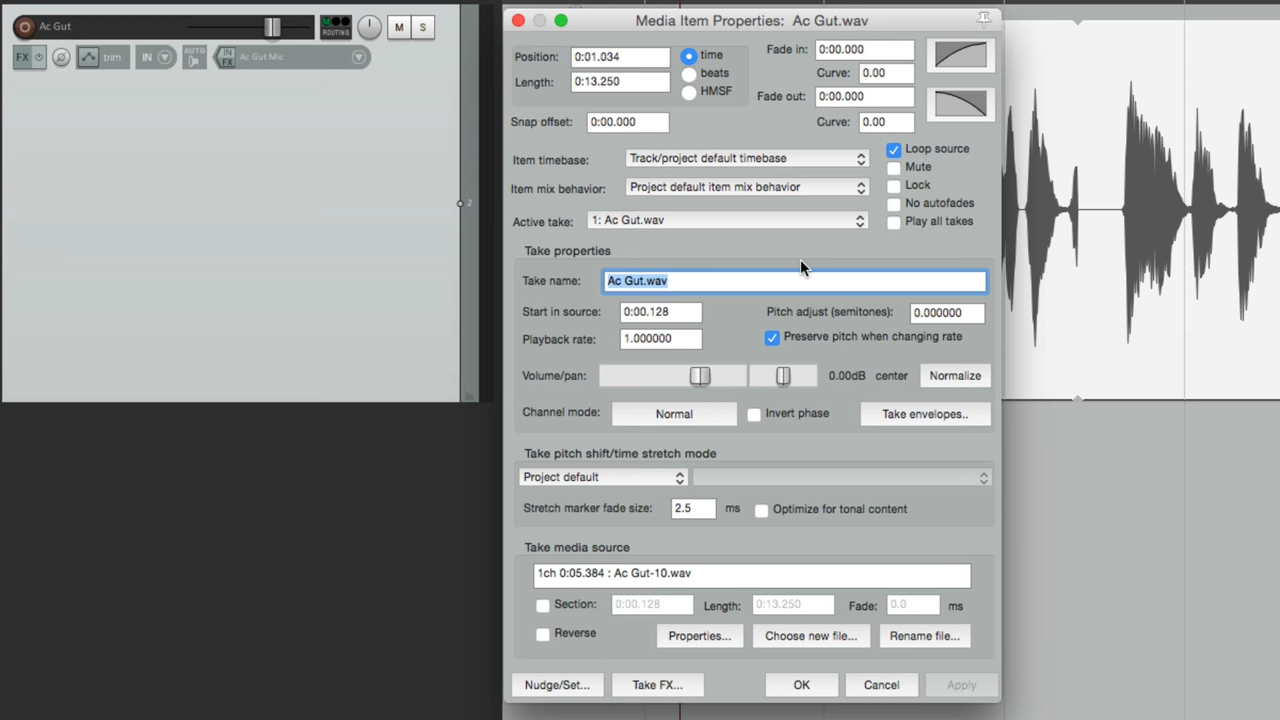 Ac Gut
ROUTING
M
S
FX
trim
IN
AUTO
IN FX
Ac Gut Mic
2
Media Item Properties: Ac Gut.wav
Position:
0:01.034
time
Length:
0:13.250
beats
HMSF
Fade in:
0:00.000
Curve:
0.00
Fade out:
0:00.000
Curve:
0.00
Snap offset:
0:00.000
Item timebase:
Track/project default timebase
Item mix behavior:
Project default item mix behavior
Active take:
1: Ac Gut.wav
Loop source
Mute
Lock
No autofades
Play all takes
Take properties
Take name:
Ac Gut.wav
Start in source:
0:00.128
Pitch adjust (semitones):
0.000000
Playback rate:
1.000000
Preserve pitch when changing rate
Volume/pan:
0.00dB
center
Normalize
Channel mode:
Normal
Invert phase
Take envelopes..
Take pitch shift/time stretch mode
Project default
Stretch marker fade size:
2.5
ms
Optimize for tonal content
Take media source
1ch 0:05.384 : Ac Gut-10.wav
Section:
0:00.128
Length:
0:13.250
Fade:
0.0
ms
Reverse
Properties...
Choose new file...
Rename file...
Nudge/Set...
Take FX...
OK
Cancel
Apply